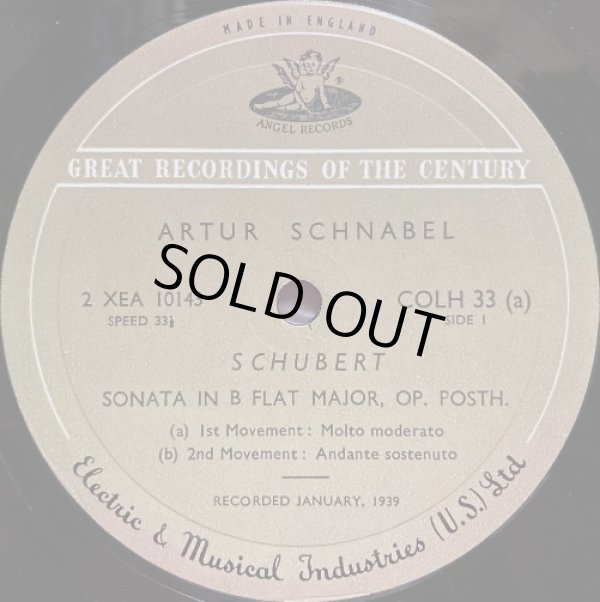 MADE IN ENGLAND
®
ANGEL RECORDS
GREAT RECORDINGS OF THE CENTURY
ARTUR SCHNABEL
2 XEA 10145
SPEED 33⅓
COLH 33 (a)
SIDE 1
SOLD OUT
SCHUBERT
SONATA IN B FLAT MAJOR, OP. POSTH.
(a) 1st Movement: Molto moderato
(b) 2nd Movement: Andante sostenuto
RECORDED JANUARY, 1939
Electric & Musical Industries (U.S.) Ltd